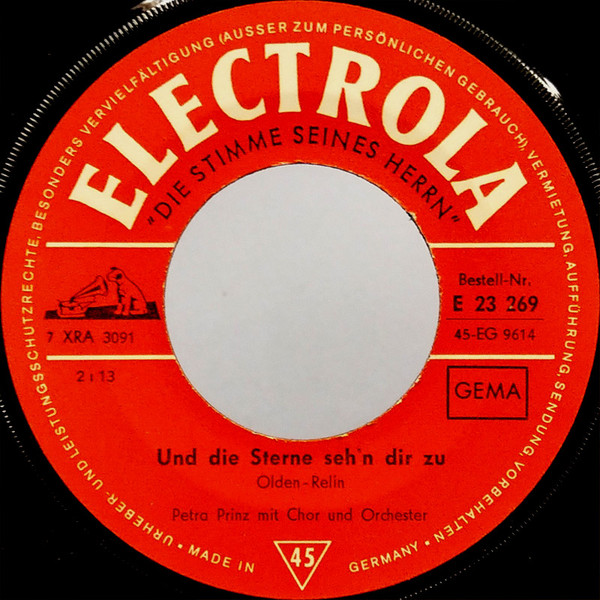 URHEBER- UND LEISTUNGSSCHUTZRECHTE, BESONDERS VERVIELFÄLTIGUNG (AUSSER ZUM PERSÖNLICHEN GEBRAUCH), VERMIETUNG, AUFFÜHRUNG, SENDUNG VORBEHALTEN •
ELECTROLA
"DIE STIMME SEINES HERRN"
Bestell-Nr.
E 23 269
7 XRA 3091
45-EG 9614
2:13
GEMA
Und die Sterne seh'n dir zu
Olden-Relin
Petra Prinz mit Chor und Orchester
• MADE IN
45
GERMANY •